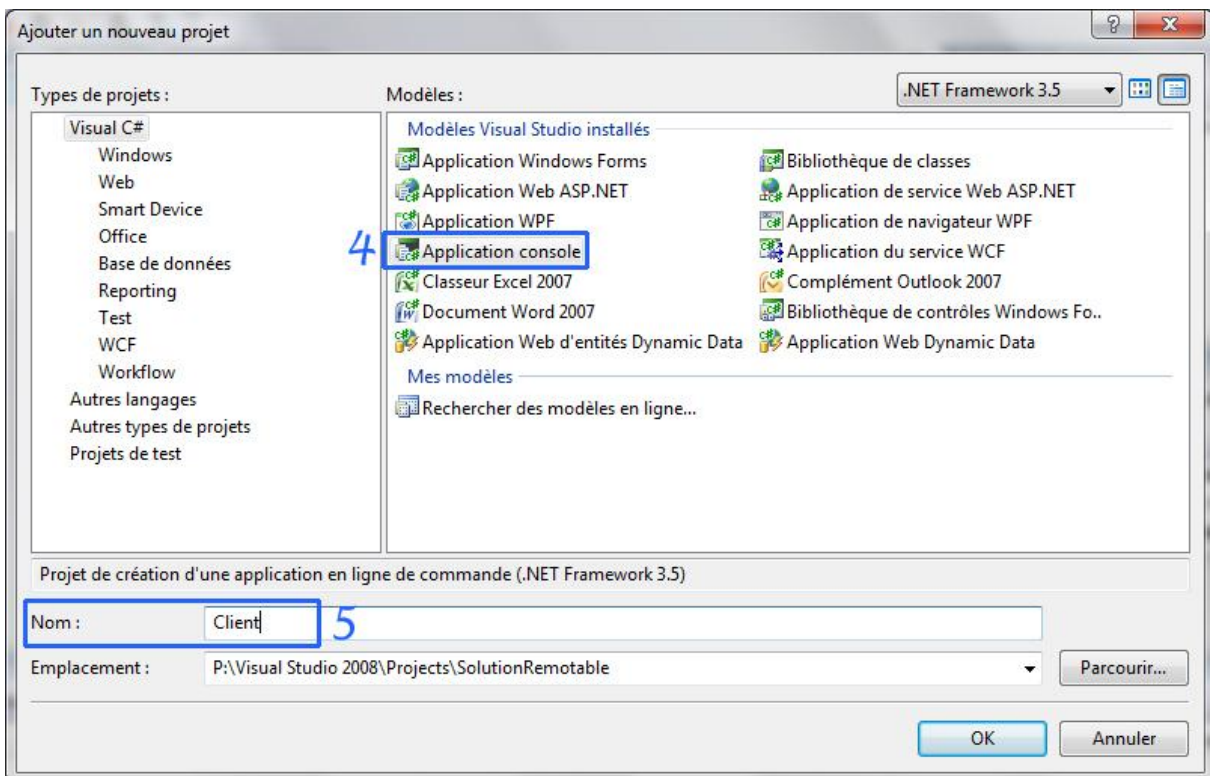 Ajouter un nouveau projet
Types de projets :
Modèles :
.NET Framework 3.5
Visual C#
Windows
Web
Smart Device
Office
Base de données
Reporting
Test
WCF
Workflow
Autres langages
Autres types de projets
Projets de test
Modèles Visual Studio installés
Application Windows Forms
Bibliothèque de classes
Application Web ASP.NET
Application de service Web ASP.NET
Application WPF
Application de navigateur WPF
4
Application console
Application du service WCF
Classeur Excel 2007
Complément Outlook 2007
Document Word 2007
Bibliothèque de contrôles Windows Fo..
Application Web d'entités Dynamic Data
Application Web Dynamic Data
Mes modèles
Rechercher des modèles en ligne...
Projet de création d'une application en ligne de commande (.NET Framework 3.5)
Nom : Client 5
Emplacement : P:\Visual Studio 2008\Projects\SolutionRemotable Parcourir...
OK Annuler